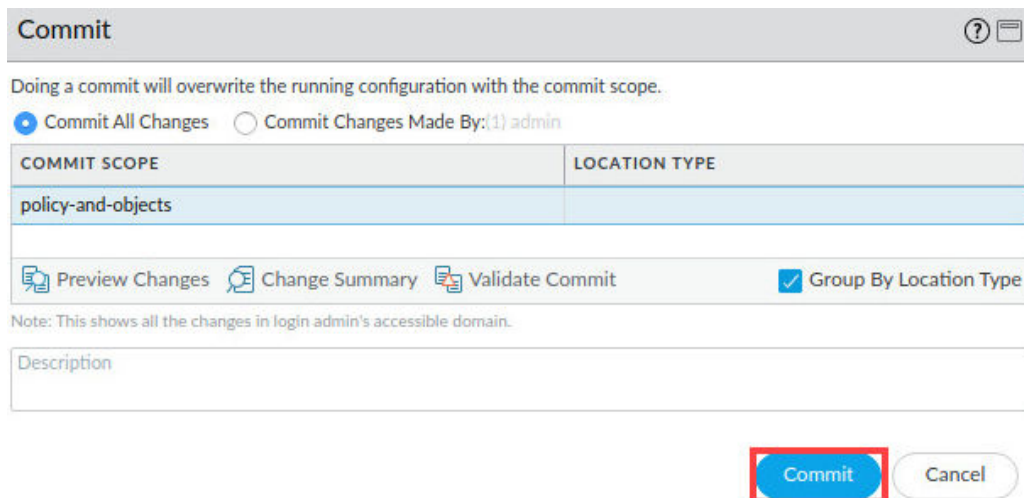 Commit
Doing a commit will overwrite the running configuration with the commit scope.
Commit All Changes Commit Changes Made By:(1) admin
COMMIT SCOPE LOCATION TYPE
policy-and-objects
Preview Changes Change Summary Validate Commit Group By Location Type
Note: This shows all the changes in login admin's accessible domain.
Description
Commit Cancel